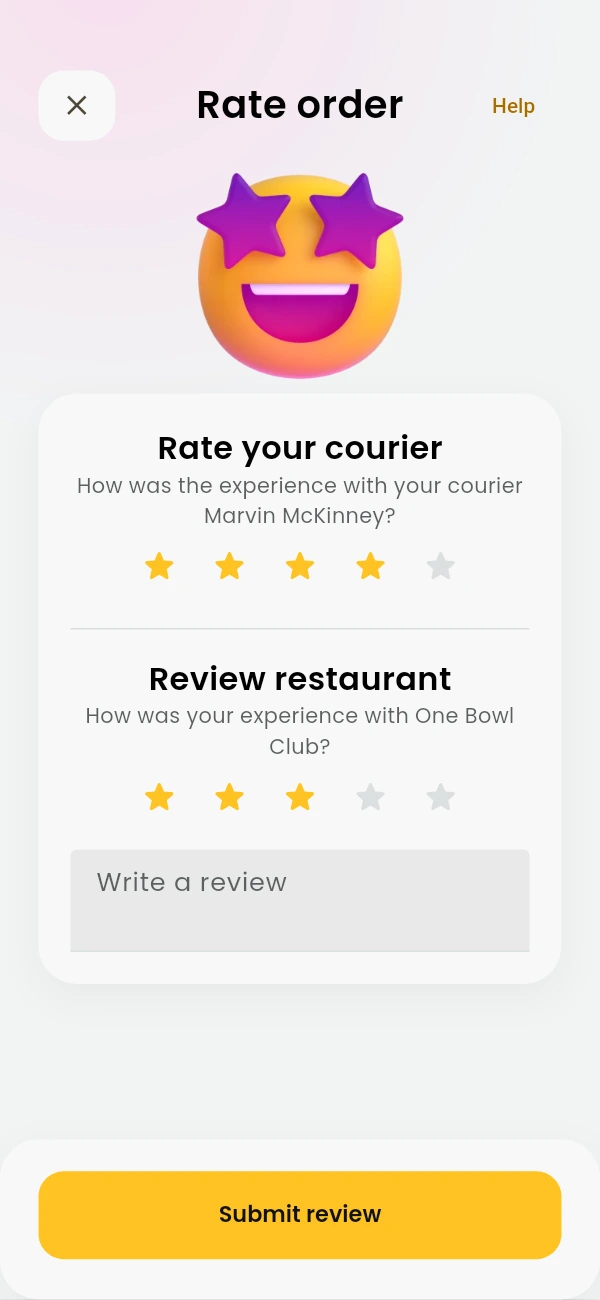 Rate order
Help
Rate your courier
How was the experience with your courier
Marvin McKinney?
Review restaurant
How was your experience with One Bowl
Club?
Write a review
Submit review